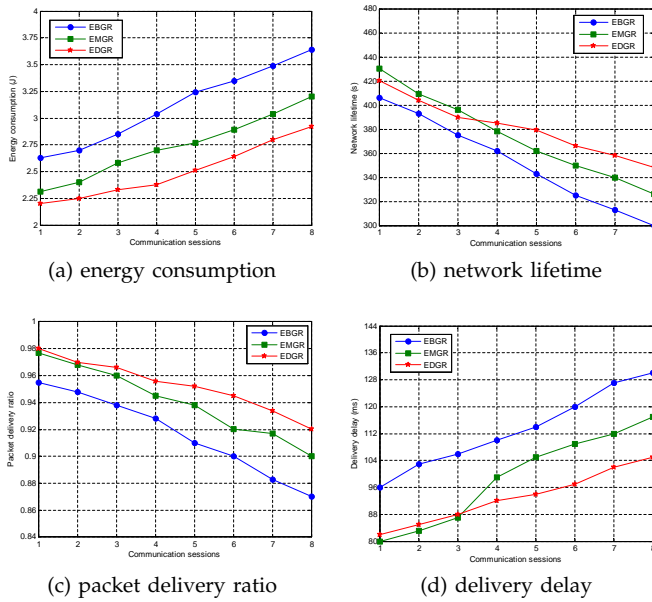 4
3.75
3.5
3.25
3
2.75
2.5
2.25
2
Energy consumption (J)
EBGR
EMGR
EDGR
1 2 3 4 5 6 7 8
Communication sessions
(a) energy consumption
480
460
440
420
400
380
360
340
320
300
Network lifetime (s)
EBGR
EMGR
EDGR
1 2 3 4 5 6 7 8
Communication sessions
(b) network lifetime
1
0.98
0.96
0.94
0.92
0.9
0.88
0.86
0.84
Packet delivery ratio
EBGR
EMGR
EDGR
1 2 3 4 5 6 7 8
Communication sessions
(c) packet delivery ratio
144
136
128
120
112
104
96
88
80
Delivery delay (ms)
EBGR
EMGR
EDGR
1 2 3 4 5 6 7 8
Communication sessions
(d) delivery delay